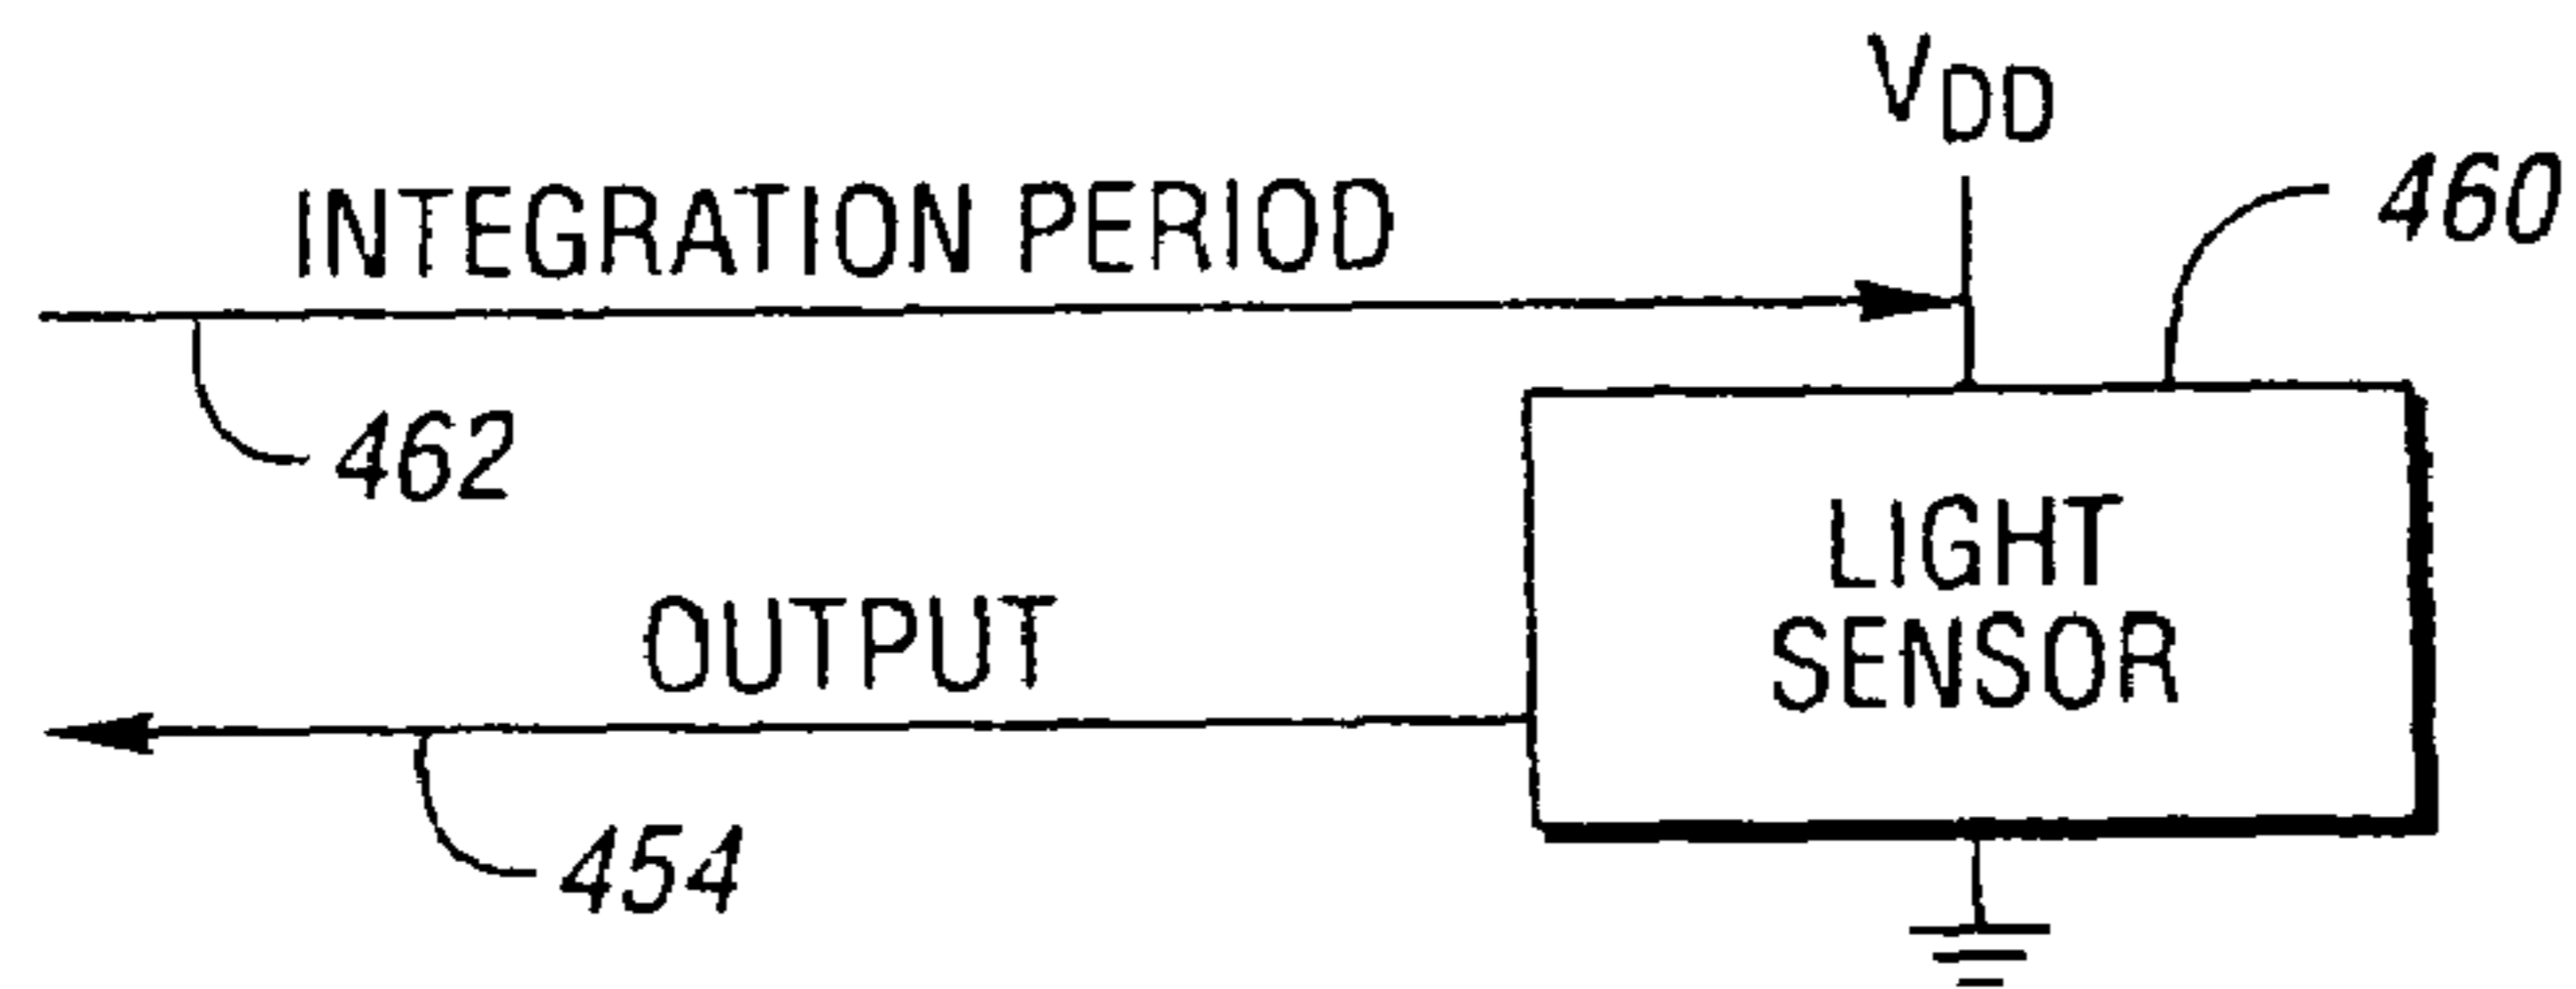 VDD
INTEGRATION PERIOD
460
462
LIGHT
SENSOR
OUTPUT
454